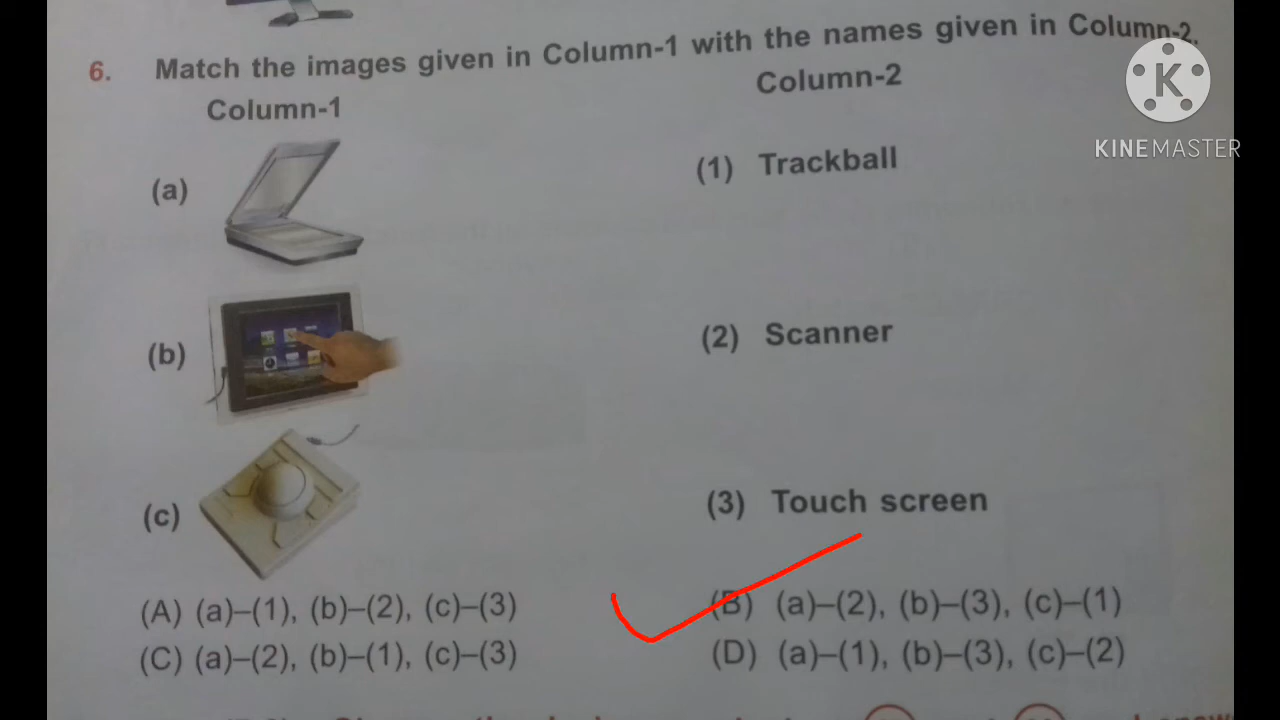 6. Match the images given in Column-1 with the names given in Column-2.
Column-1 Column-2
K
KINEMASTER
(a) (1) Trackball
(b) (2) Scanner
(c) (3) Touch screen
(A) (a)–(1), (b)–(2), (c)–(3) (B) (a)–(2), (b)–(3), (c)–(1)
(C) (a)–(2), (b)–(1), (c)–(3) (D) (a)–(1), (b)–(3), (c)–(2)